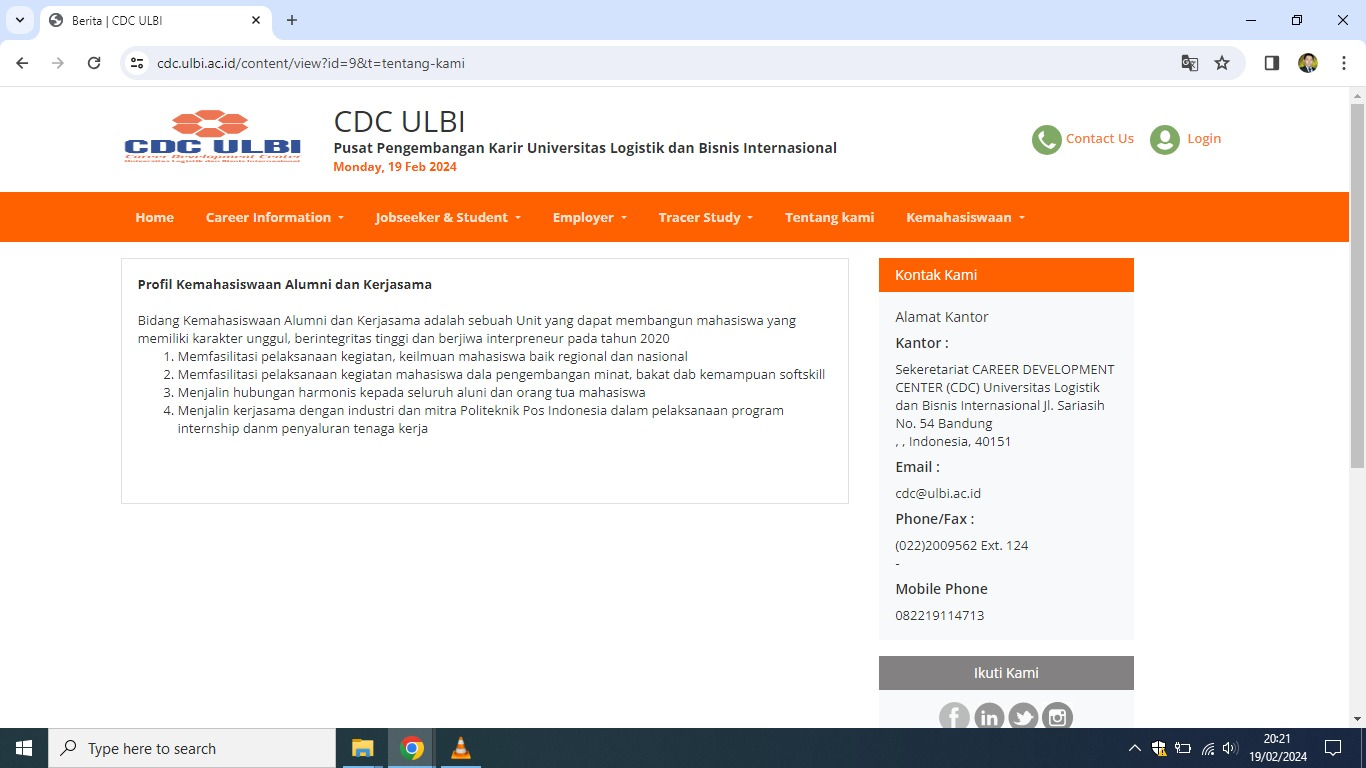 Berita | CDC ULBI
cdc.ulbi.ac.id/content/view?id=9&t=tentang-kami
CDC ULBI
Career Development Center
Universitas Logistik dan Bisnis Internasional
CDC ULBI
Pusat Pengembangan Karir Universitas Logistik dan Bisnis Internasional
Monday, 19 Feb 2024
Contact Us
Login
Home
Career Information
Jobseeker & Student
Employer
Tracer Study
Tentang kami
Kemahasiswaan
Profil Kemahasiswaan Alumni dan Kerjasama
Bidang Kemahasiswaan Alumni dan Kerjasama adalah sebuah Unit yang dapat membangun mahasiswa yang
memiliki karakter unggul, berintegritas tinggi dan berjiwa interpreneur pada tahun 2020
1. Memfasilitasi pelaksanaan kegiatan, keilmuan mahasiswa baik regional dan nasional
2. Memfasilitasi pelaksanaan kegiatan mahasiswa dala pengembangan minat, bakat dab kemampuan softskill
3. Menjalin hubungan harmonis kepada seluruh aluni dan orang tua mahasiswa
4. Menjalin kerjasama dengan industri dan mitra Politeknik Pos Indonesia dalam pelaksanaan program
internship danm penyaluran tenaga kerja
Kontak Kami
Alamat Kantor
Kantor :
Sekeretariat CAREER DEVELOPMENT
CENTER (CDC) Universitas Logistik
dan Bisnis Internasional Jl. Sariasih
No. 54 Bandung
, , Indonesia, 40151
Email :
cdc@ulbi.ac.id
Phone/Fax :
(022)2009562 Ext. 124
-
Mobile Phone
082219114713
Ikuti Kami
Type here to search
20:21
19/02/2024